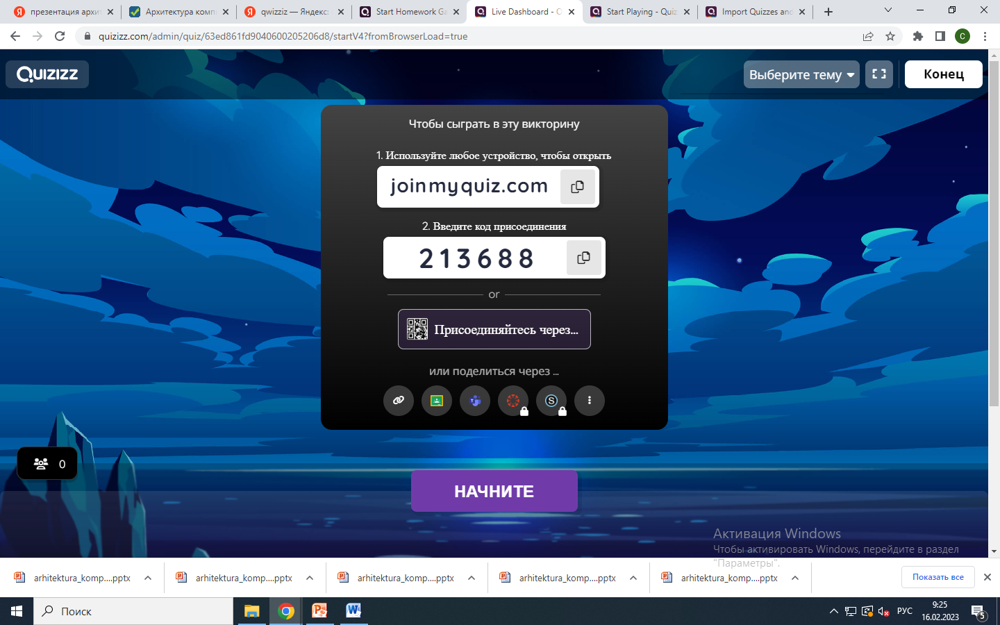 презентация архи
Архитектура комп
qwizziz — Яндекс:
Start Homework Ga
Live Dashboard - Q
Start Playing - Quiz
Import Quizzes and
quizizz.com/admin/quiz/63ed861fd9040600205206d8/startV4?fromBrowserLoad=true
C
Quizizz
Выберите тему
Конец
Чтобы сыграть в эту викторину
1. Используйте любое устройство, чтобы открыть
joinmyquiz.com
2. Введите код присоединения
213688
or
Присоединяйтесь через...
или поделиться через ...
0
НАЧНИТЕ
Активация Windows
Чтобы активировать Windows, перейдите в раздел
"Параметры".
arhitektura_komp....pptx
arhitektura_komp....pptx
arhitektura_komp....pptx
arhitektura_komp....pptx
arhitektura_komp....pptx
Показать все
Поиск
РУС
9:25
16.02.2023
5